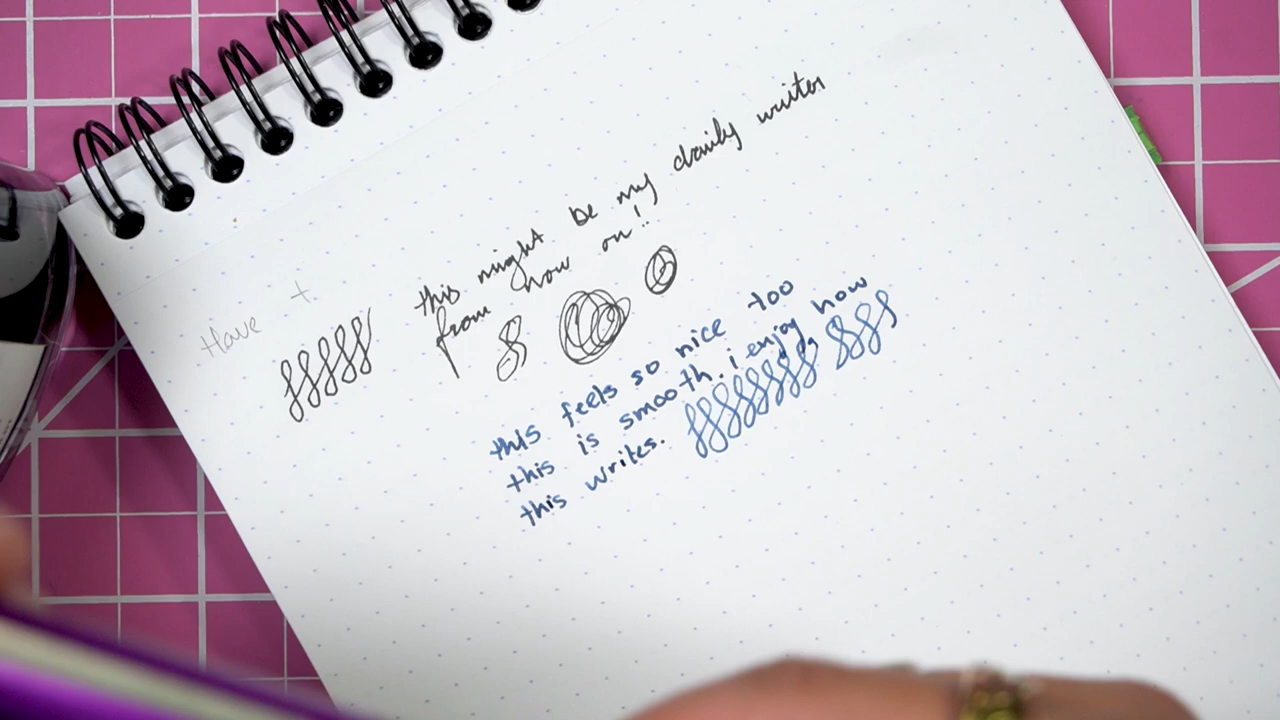 this might be my daily writer
from now on!!
Have
this feels so nice too
this is smooth. i enjoy how
this writes.